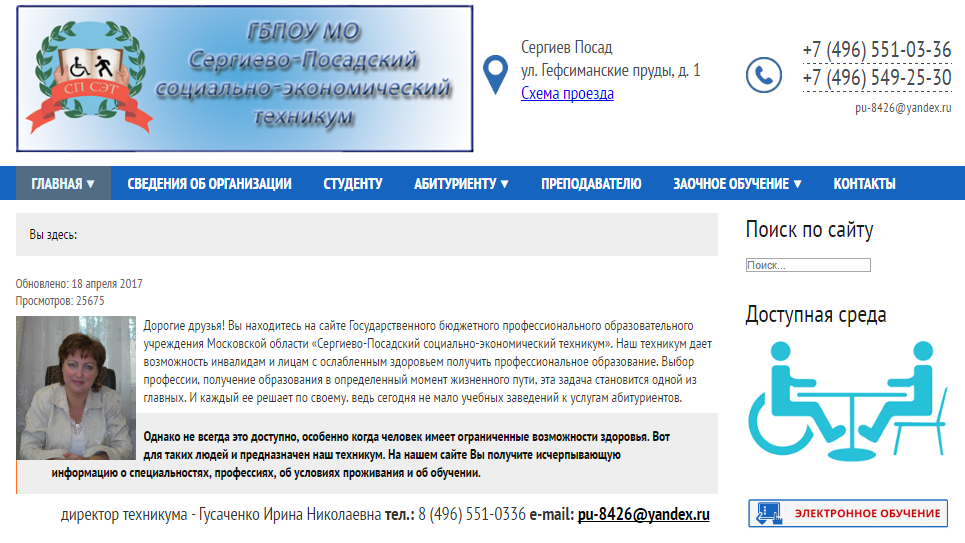 ГБПОУ МО
Сергиево-Посадский
социально-экономический
техникум
СП СЭТ
Сергиев Посад
ул. Гефсиманские пруды, д. 1
Схема проезда
+7 (496) 551-03-36
+7 (496) 549-25-30
pu-8426@yandex.ru
ГЛАВНАЯ ▼ СВЕДЕНИЯ ОБ ОРГАНИЗАЦИИ СТУДЕНТУ АБИТУРИЕНТУ ▼ ПРЕПОДАВАТЕЛЮ ЗАОЧНОЕ ОБУЧЕНИЕ ▼ КОНТАКТЫ
Вы здесь:
Обновлено: 18 апреля 2017
Просмотров: 25675
Дорогие друзья! Вы находитесь на сайте Государственного бюджетного профессионального образовательного
учреждения Московской области «Сергиево-Посадский социально-экономический техникум». Наш техникум дает
возможность инвалидам и лицам с ослабленным здоровьем получить профессиональное образование. Выбор
профессии, получение образования в определенный момент жизненного пути, эта задача становится одной из
главных. И каждый ее решает по своему. ведь сегодня не мало учебных заведений к услугам абитуриентов.
Однако не всегда это доступно, особенно когда человек имеет ограниченные возможности здоровья. Вот
для таких людей и предназначен наш техникум. На нашем сайте Вы получите исчерпывающую
информацию о специальностях, профессиях, об условиях проживания и об обучении.
директор техникума - Гусаченко Ирина Николаевна тел.: 8 (496) 551-0336 e-mail: pu-8426@yandex.ru
Поиск по сайту
Поиск...
Доступная среда
ЭЛЕКТРОННОЕ ОБУЧЕНИЕ